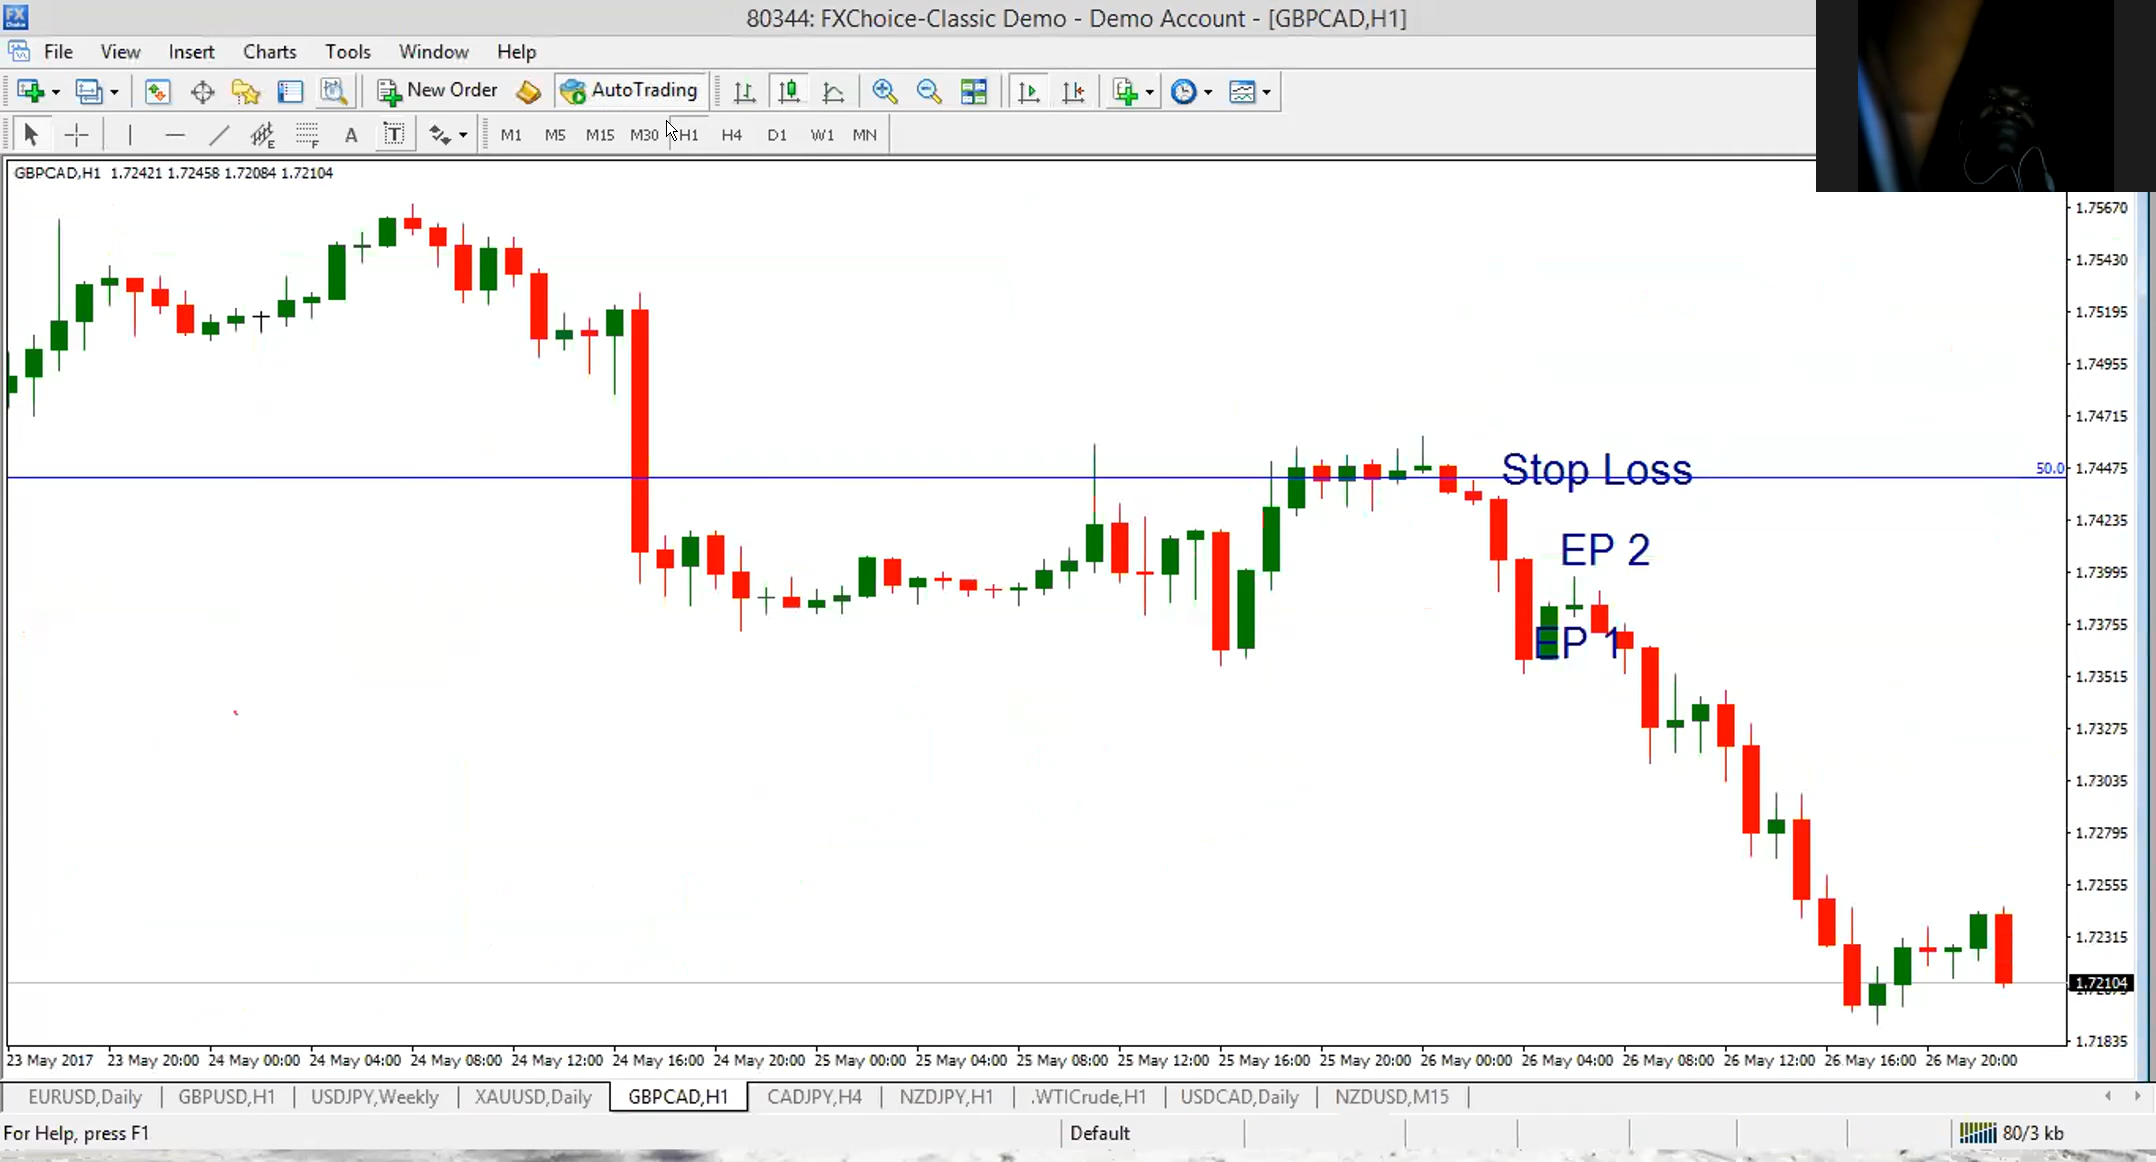 FX
Choice
80344: FXChoice-Classic Demo - Demo Account - [GBPCAD,H1]
File View Insert Charts Tools Window Help
New Order AutoTrading
E F A T M1 M5 M15 M30 H1 H4 D1 W1 MN
GBPCAD,H1 1.72421 1.72458 1.72084 1.72104
1.75670
1.75430
1.75195
1.74955
1.74715
Stop Loss
50.0
1.74475
1.74235
EP 2
1.73995
1.73755
EP 1
1.73515
1.73275
1.73035
1.72795
1.72555
1.72315
1.72104
1.71835
23 May 2017 23 May 20:00 24 May 00:00 24 May 04:00 24 May 08:00 24 May 12:00 24 May 16:00 24 May 20:00 25 May 00:00 25 May 04:00 25 May 08:00 25 May 12:00 25 May 16:00 25 May 20:00 26 May 00:00 26 May 04:00 26 May 08:00 26 May 12:00 26 May 16:00 26 May 20:00
EURUSD,Daily GBPUSD,H1 USDJPY,Weekly XAUUSD,Daily GBPCAD,H1 CADJPY,H4 NZDJPY,H1 .WTICrude,H1 USDCAD,Daily NZDUSD,M15
For Help, press F1 Default 80/3 kb